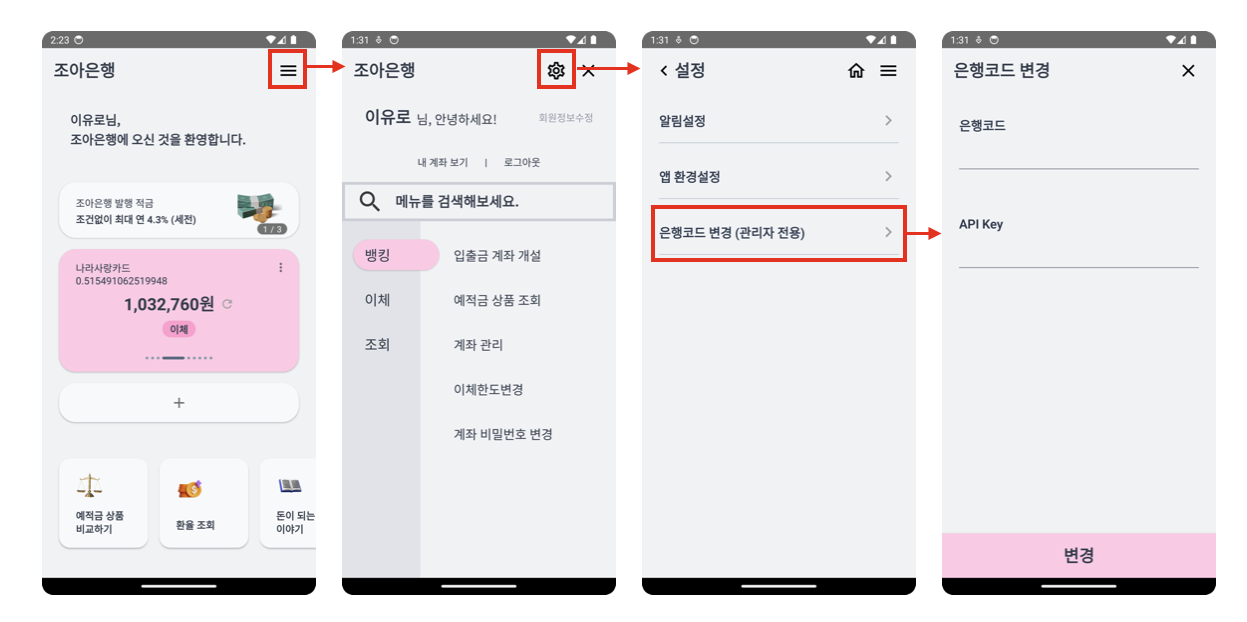 2:23
조아은행
이유로님,
조아은행에 오신 것을 환영합니다.
조아은행 발행 적금
조건없이 최대 연 4.3% (세전)
1 / 3
나라사랑카드
0.515491062519948
1,032,760원
이체
+
예적금 상품
비교하기
환율 조회
돈이 되는
이야기
1:31
조아은행
이유로 님, 안녕하세요!
회원정보수정
내 계좌 보기 | 로그아웃
메뉴를 검색해보세요.
뱅킹
이체
조회
입출금 계좌 개설
예적금 상품 조회
계좌 관리
이체한도변경
계좌 비밀번호 변경
1:31
설정
알림설정
앱 환경설정
은행코드 변경 (관리자 전용)
1:31
은행코드 변경
은행코드
API Key
변경